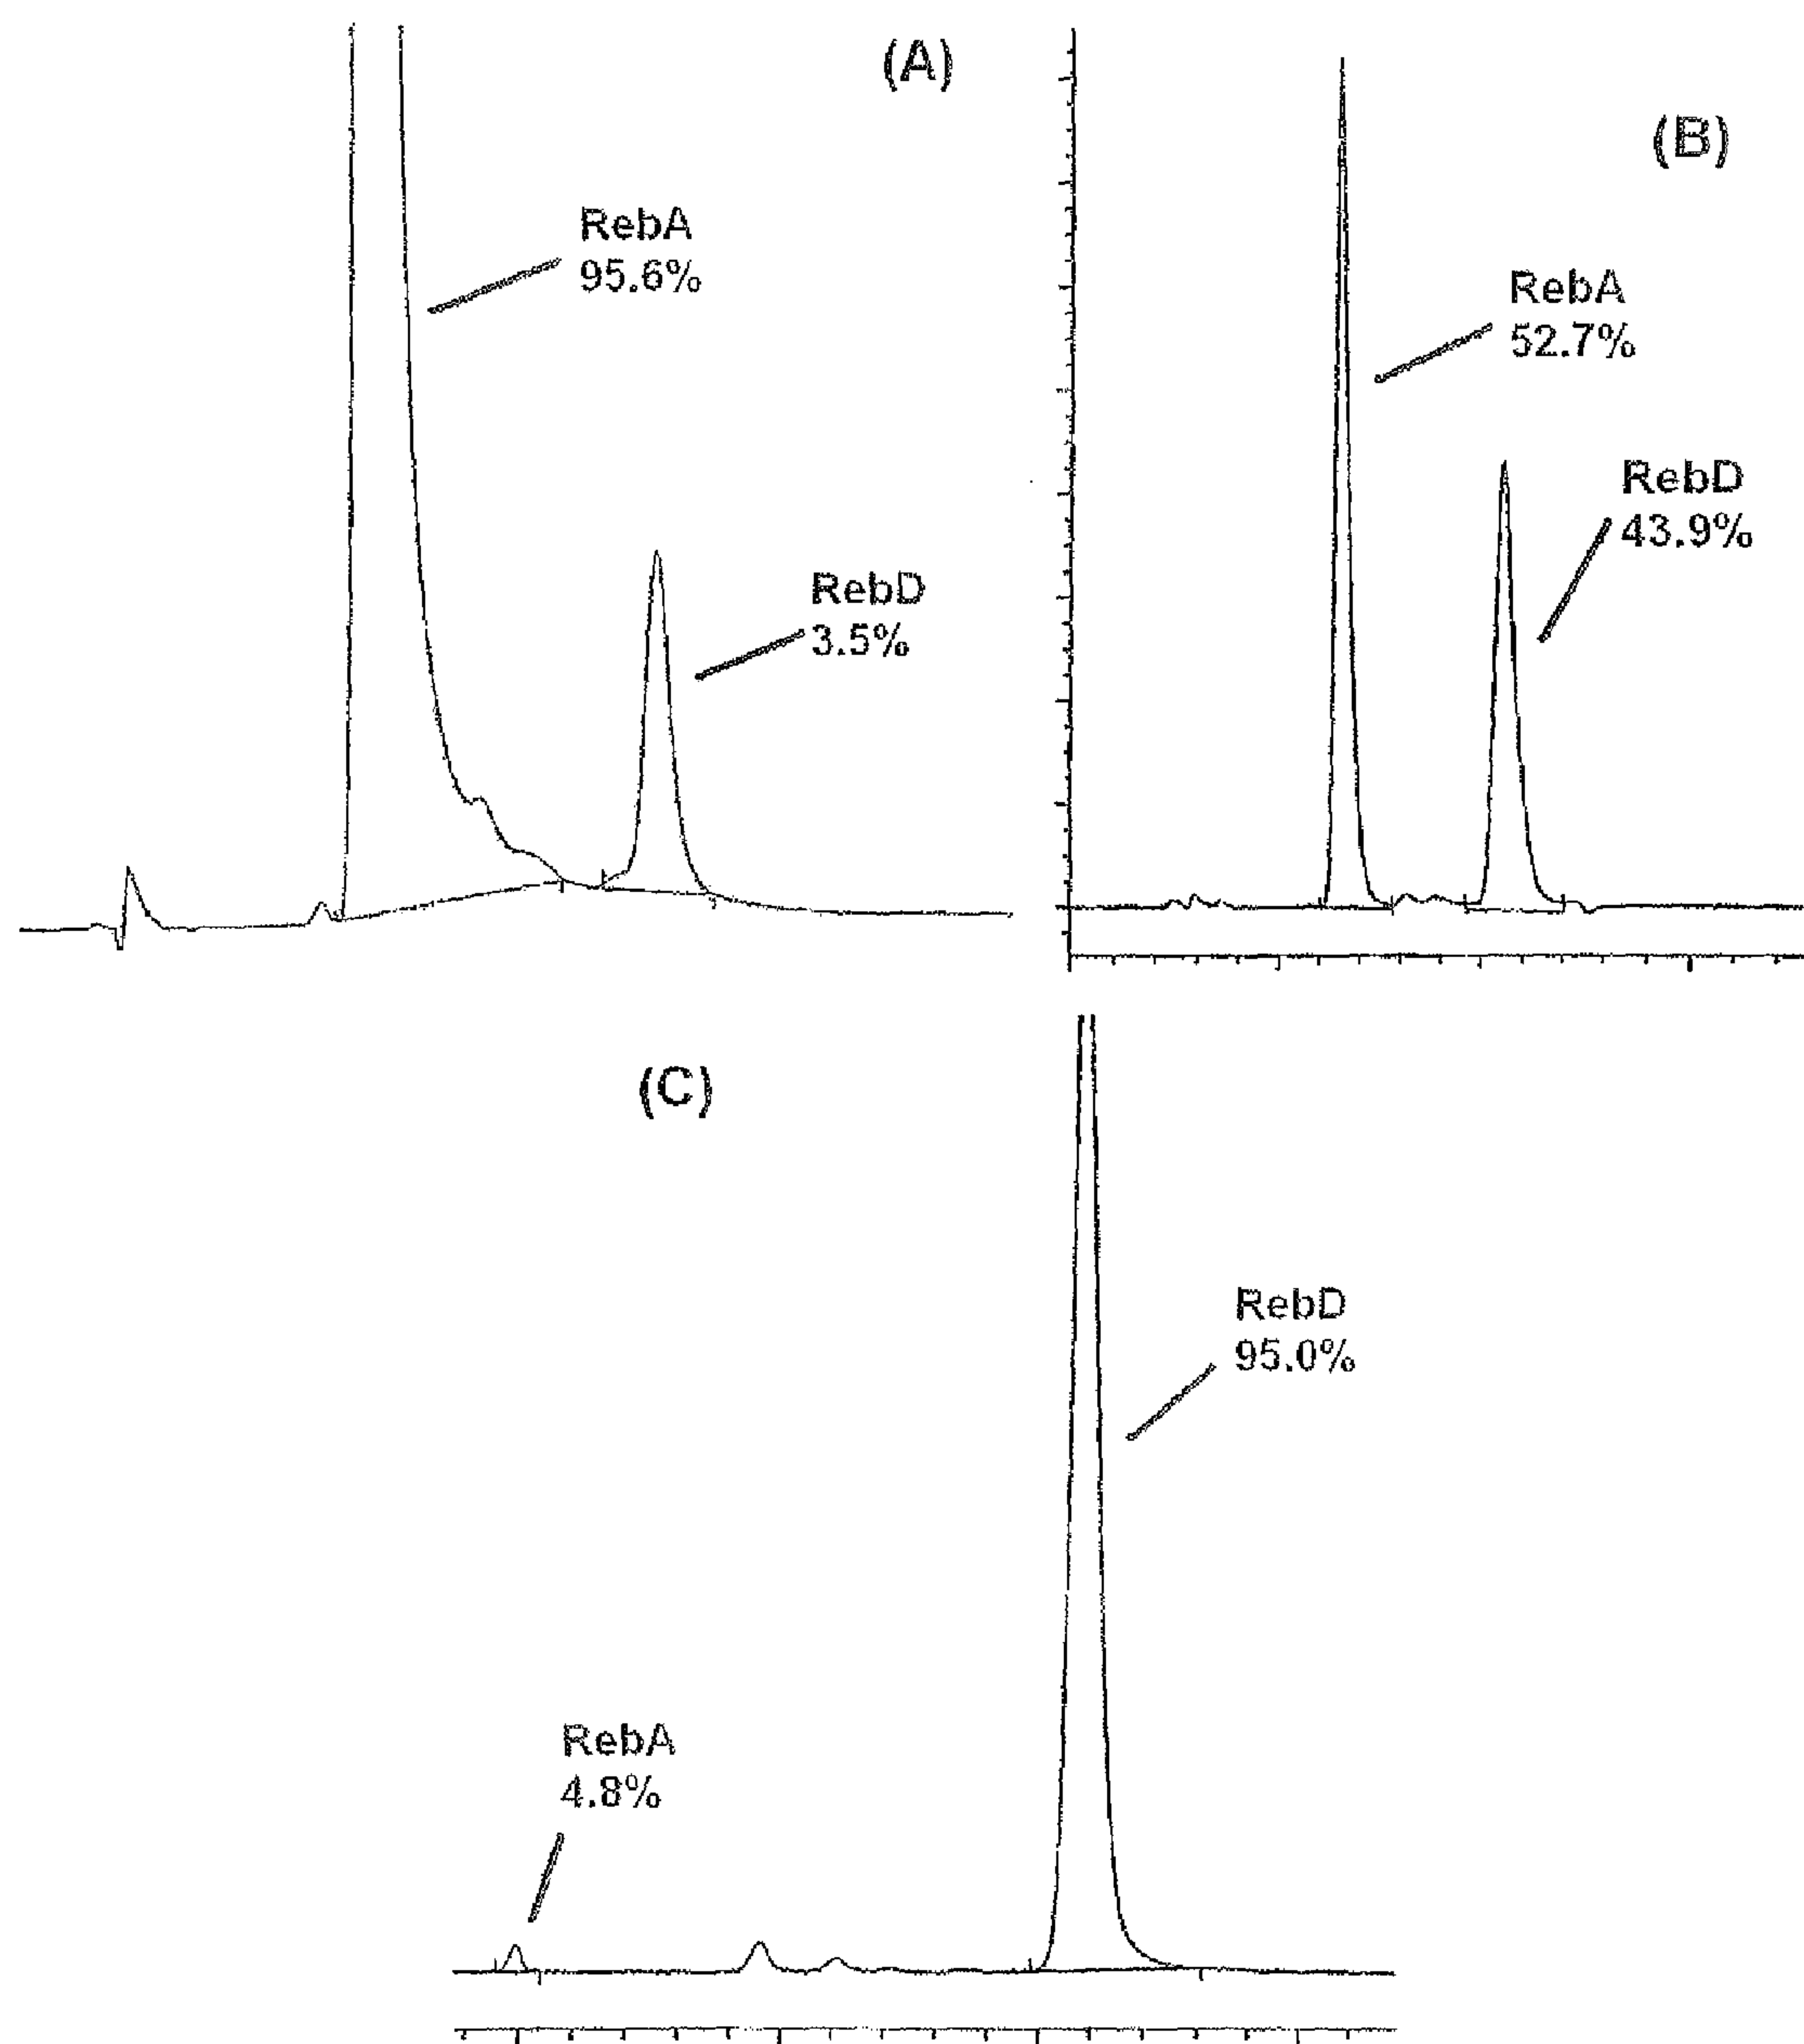 (A)
RebA
95.6%
RebD
3.5%
(B)
RebA
52.7%
RebD
43.9%
(C)
RebD
95.0%
RebA
4.8%